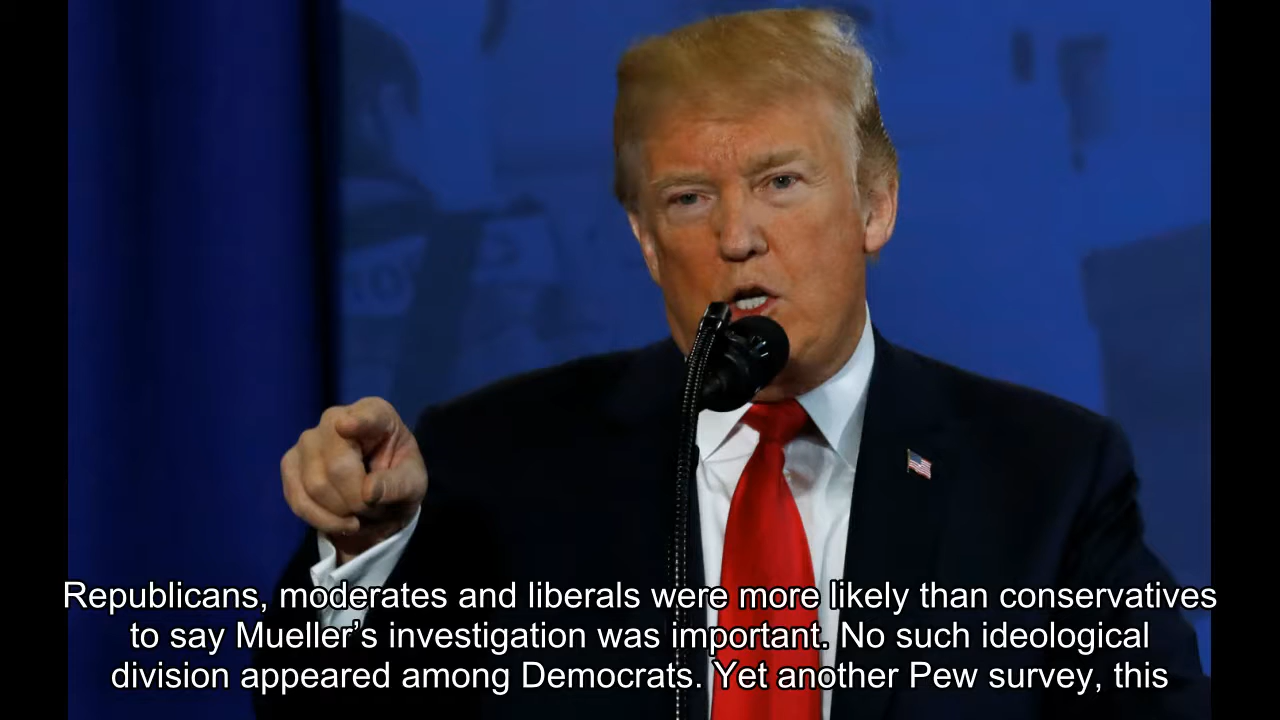 Republicans, moderates and liberals were more likely than conservatives
to say Mueller’s investigation was important. No such ideological
division appeared among Democrats. Yet another Pew survey, this